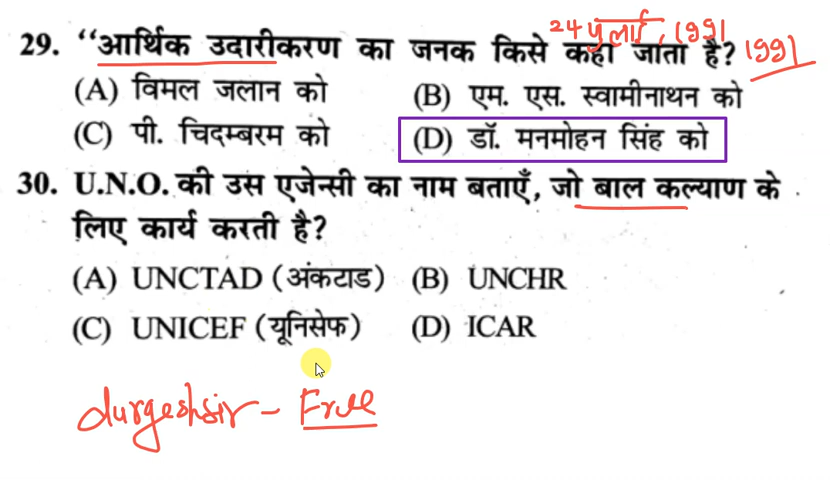 24 जुलाई, 1991
29. “आर्थिक उदारीकरण का जनक किसे कहा जाता है? 1991
(A) विमल जलान को (B) एम. एस. स्वामीनाथन को
(C) पी. चिदम्बरम को (D) डॉ. मनमोहन सिंह को
30. U.N.O. की उस एजेन्सी का नाम बताएँ, जो बाल कल्याण के
लिए कार्य करती है?
(A) UNCTAD (अंकटाड) (B) UNCHR
(C) UNICEF (यूनिसेफ) (D) ICAR
durgeshsir - Free